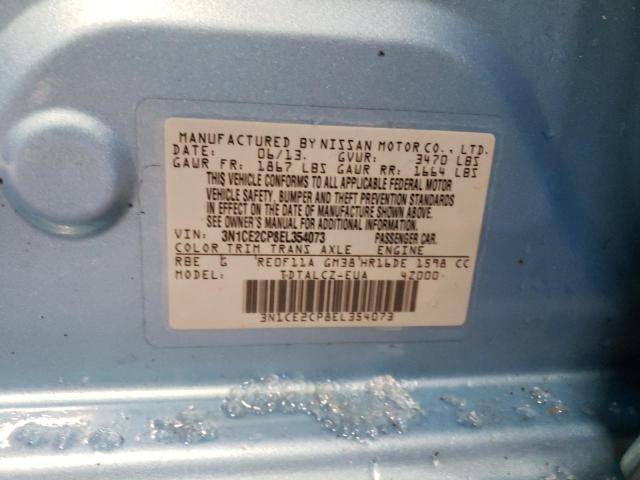 MANUFACTURED BY NISSAN MOTOR CO., LTD.
DATE: 06/13. GVWR: 3470 LBS
GAWR FR: 1867 LBS GAWR RR: 1664 LBS
THIS VEHICLE CONFORMS TO ALL APPLICABLE FEDERAL MOTOR
VEHICLE SAFETY, BUMPER AND THEFT PREVENTION STANDARDS
IN EFFECT ON THE DATE OF MANUFACTURE SHOWN ABOVE.
SEE OWNER'S MANUAL FOR ADDITIONAL INFORMATION.
VIN: 3N1CE2CP8EL354073 PASSENGER CAR.
COLOR TRIM TRANS AXLE ENGINE
RBE G RE0F11A GM38 HR16DE 1598 CC
MODEL: TDTALCZ-EUA 4Z000
3N1CE2CP8EL354073